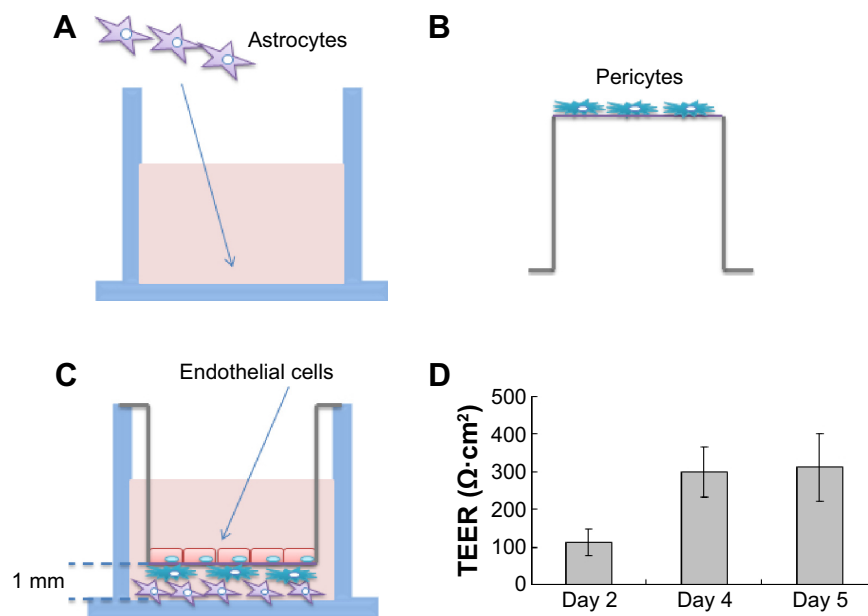 A
Astrocytes
B
Pericytes
C
Endothelial cells
1 mm
D
TEER (Ω·cm²)
500
400
300
200
100
0
Day 2 Day 4 Day 5